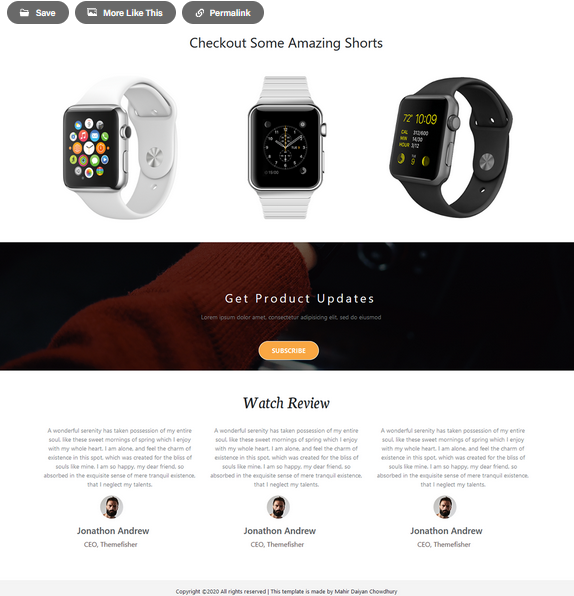 Save More Like This Permalink
Checkout Some Amazing Shorts
72° 10:09
CAL 312/600
MIN 14/30
HOUR 2/12
Get Product Updates
Lorem ipsum dolor amet, consectetur adipisicing elit, sed do eiusmod
SUBSCRIBE
Watch Review
A wonderful serenity has taken possession of my entire
soul, like these sweet mornings of spring which I enjoy
with my whole heart. I am alone, and feel the charm of
existence in this spot, which was created for the bliss of
souls like mine. I am so happy, my dear friend, so
absorbed in the exquisite sense of mere tranquil existence,
that I neglect my talents.
Jonathon Andrew
CEO, Themefisher
A wonderful serenity has taken possession of my entire
soul, like these sweet mornings of spring which I enjoy
with my whole heart. I am alone, and feel the charm of
existence in this spot, which was created for the bliss of
souls like mine. I am so happy, my dear friend, so
absorbed in the exquisite sense of mere tranquil existence,
that I neglect my talents.
Jonathon Andrew
CEO, Themefisher
A wonderful serenity has taken possession of my entire
soul, like these sweet mornings of spring which I enjoy
with my whole heart. I am alone, and feel the charm of
existence in this spot, which was created for the bliss of
souls like mine. I am so happy, my dear friend, so
absorbed in the exquisite sense of mere tranquil existence,
that I neglect my talents.
Jonathon Andrew
CEO, Themefisher
Copyright ©2020 All rights reserved | This template is made by Mahir Daiyan Chowdhury